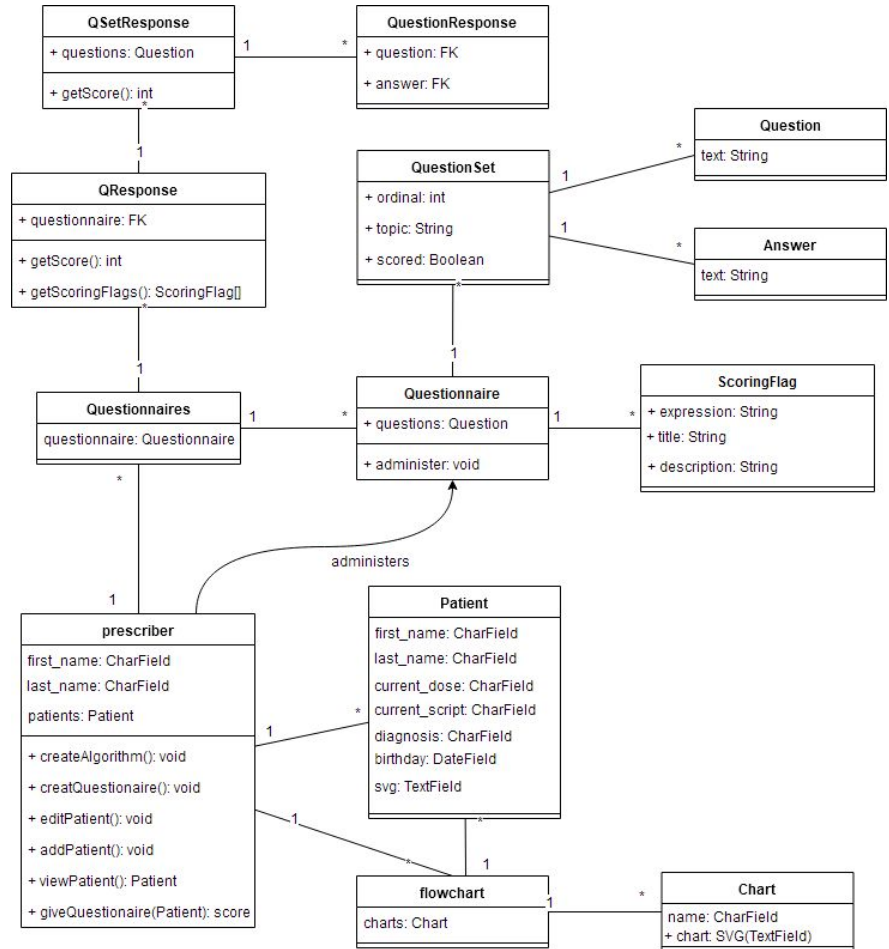 QSetResponse
+ questions: Question
+ getScore(): int
1
*
QuestionResponse
+ question: FK
+ answer: FK
*
1
QResponse
+ questionnaire: FK
+ getScore(): int
+ getScoringFlags(): ScoringFlag[]
*
1
QuestionSet
+ ordinal: int
+ topic: String
+ scored: Boolean
*
1
1
*
Question
text: String
1
*
Answer
text: String
Questionnaires
questionnaire: Questionnaire
1
*
Questionnaire
+ questions: Question
+ administer: void
1
*
ScoringFlag
+ expression: String
+ title: String
+ description: String
*
1
administers
prescriber
first_name: CharField
last_name: CharField
patients: Patient
+ createAlgorithm(): void
+ creatQuestionaire(): void
+ editPatient(): void
+ addPatient(): void
+ viewPatient(): Patient
+ giveQuestionaire(Patient): score
1
*
Patient
first_name: CharField
last_name: CharField
current_dose: CharField
current_script: CharField
diagnosis: CharField
birthday: DateField
svg: TextField
*
1
1
*
flowchart
charts: Chart
1
*
Chart
name: CharField
+ chart: SVG(TextField)